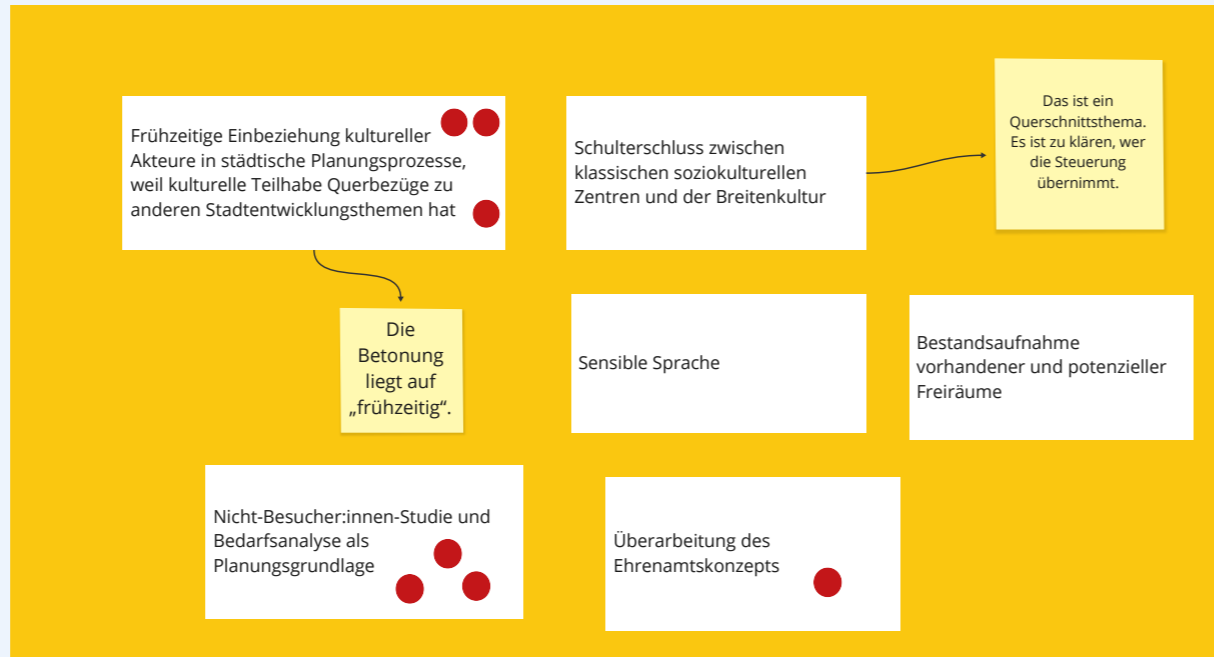 Frühzeitige Einbeziehung kultureller
Akteure in städtische Planungsprozesse,
weil kulturelle Teilhabe Querbezüge zu
anderen Stadtentwicklungsthemen hat
Schulterschluss zwischen
klassischen soziokulturellen
Zentren und der Breitenkultur
Das ist ein
Querschnittsthema.
Es ist zu klären, wer
die Steuerung
übernimmt.
Die
Betonung
liegt auf
„frühzeitig“.
Sensible Sprache
Bestandsaufnahme
vorhandener und potenzieller
Freiräume
Nicht-Besucher:innen-Studie und
Bedarfsanalyse als
Planungsgrundlage
Überarbeitung des
Ehrenamtskonzepts